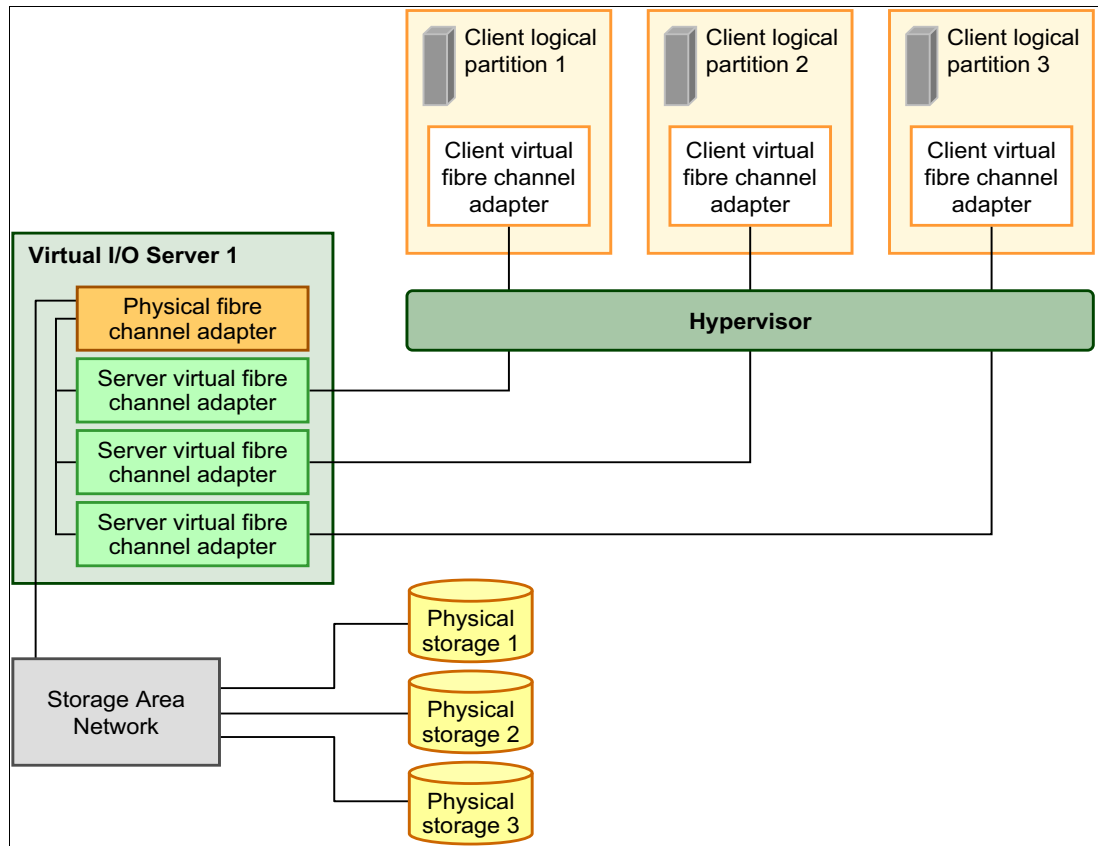 Client logical
partition 1
Client logical
partition 2
Client logical
partition 3
Client virtual
fibre channel
adapter
Client virtual
fibre channel
adapter
Client virtual
fibre channel
adapter
Virtual I/O Server 1
Physical fibre
channel adapter
Hypervisor
Server virtual fibre
channel adapter
Server virtual fibre
channel adapter
Server virtual fibre
channel adapter
Storage Area
Network
Physical
storage 1
Physical
storage 2
Physical
storage 3